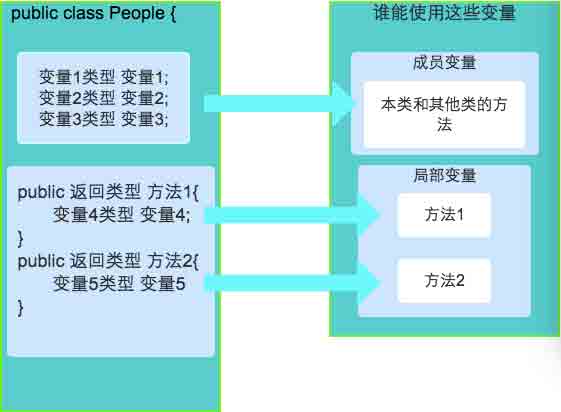 public class People {
变量1类型 变量1;
变量2类型 变量2;
变量3类型 变量3;
public 返回类型 方法1{
变量4类型 变量4;
}
public 返回类型 方法2{
变量5类型 变量5
}
谁能使用这些变量
成员变量
本类和其他类的方
法
局部变量
方法1
方法2